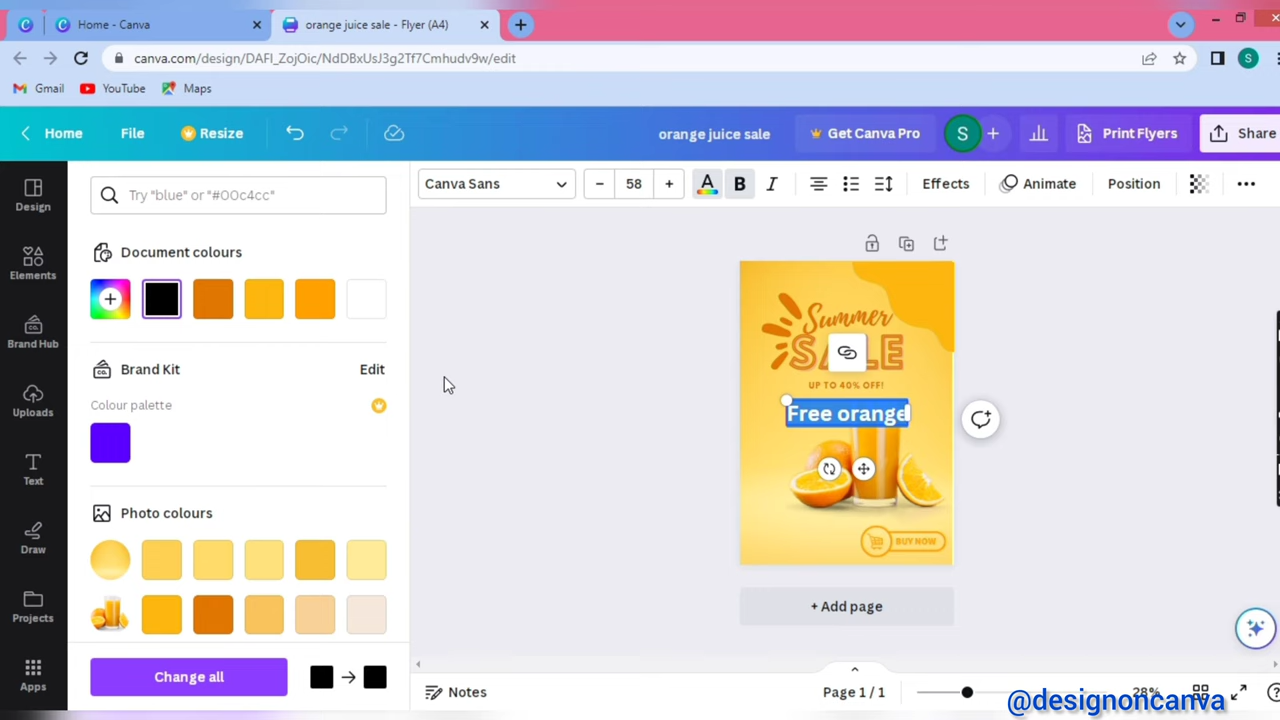 Home - Canva
orange juice sale - Flyer (A4)
canva.com/design/DAFI_ZojOic/NdDBxUsJ3g2Tf7Cmhudv9w/edit
S
Gmail
YouTube
Maps
Home
File
Resize
orange juice sale
Get Canva Pro
S
Print Flyers
Share
Design
Elements
Brand Hub
Uploads
Text
Draw
Projects
Apps
Try "blue" or "#00c4cc"
Document colours
Brand Kit
Edit
Colour palette
Photo colours
Change all
Canva Sans
58
A
B
I
Effects
Animate
Position
Summer
UP TO 40% OFF!
Free orange
BUY NOW
+ Add page
Notes
Page 1 / 1
28%
@designoncanva